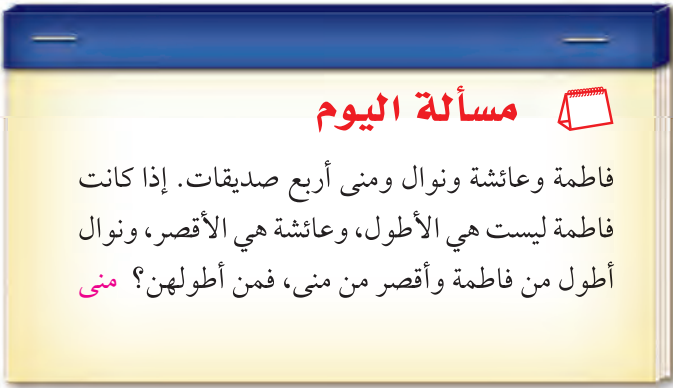 مسألة اليوم
فاطمة وعائشة ونوال ومنى أربع صديقات. إذا كانت
فاطمة ليست هي الأطول، وعائشة هي الأقصر، ونوال
أطول من فاطمة وأقصر من منى، فمن أطولهن؟ منى